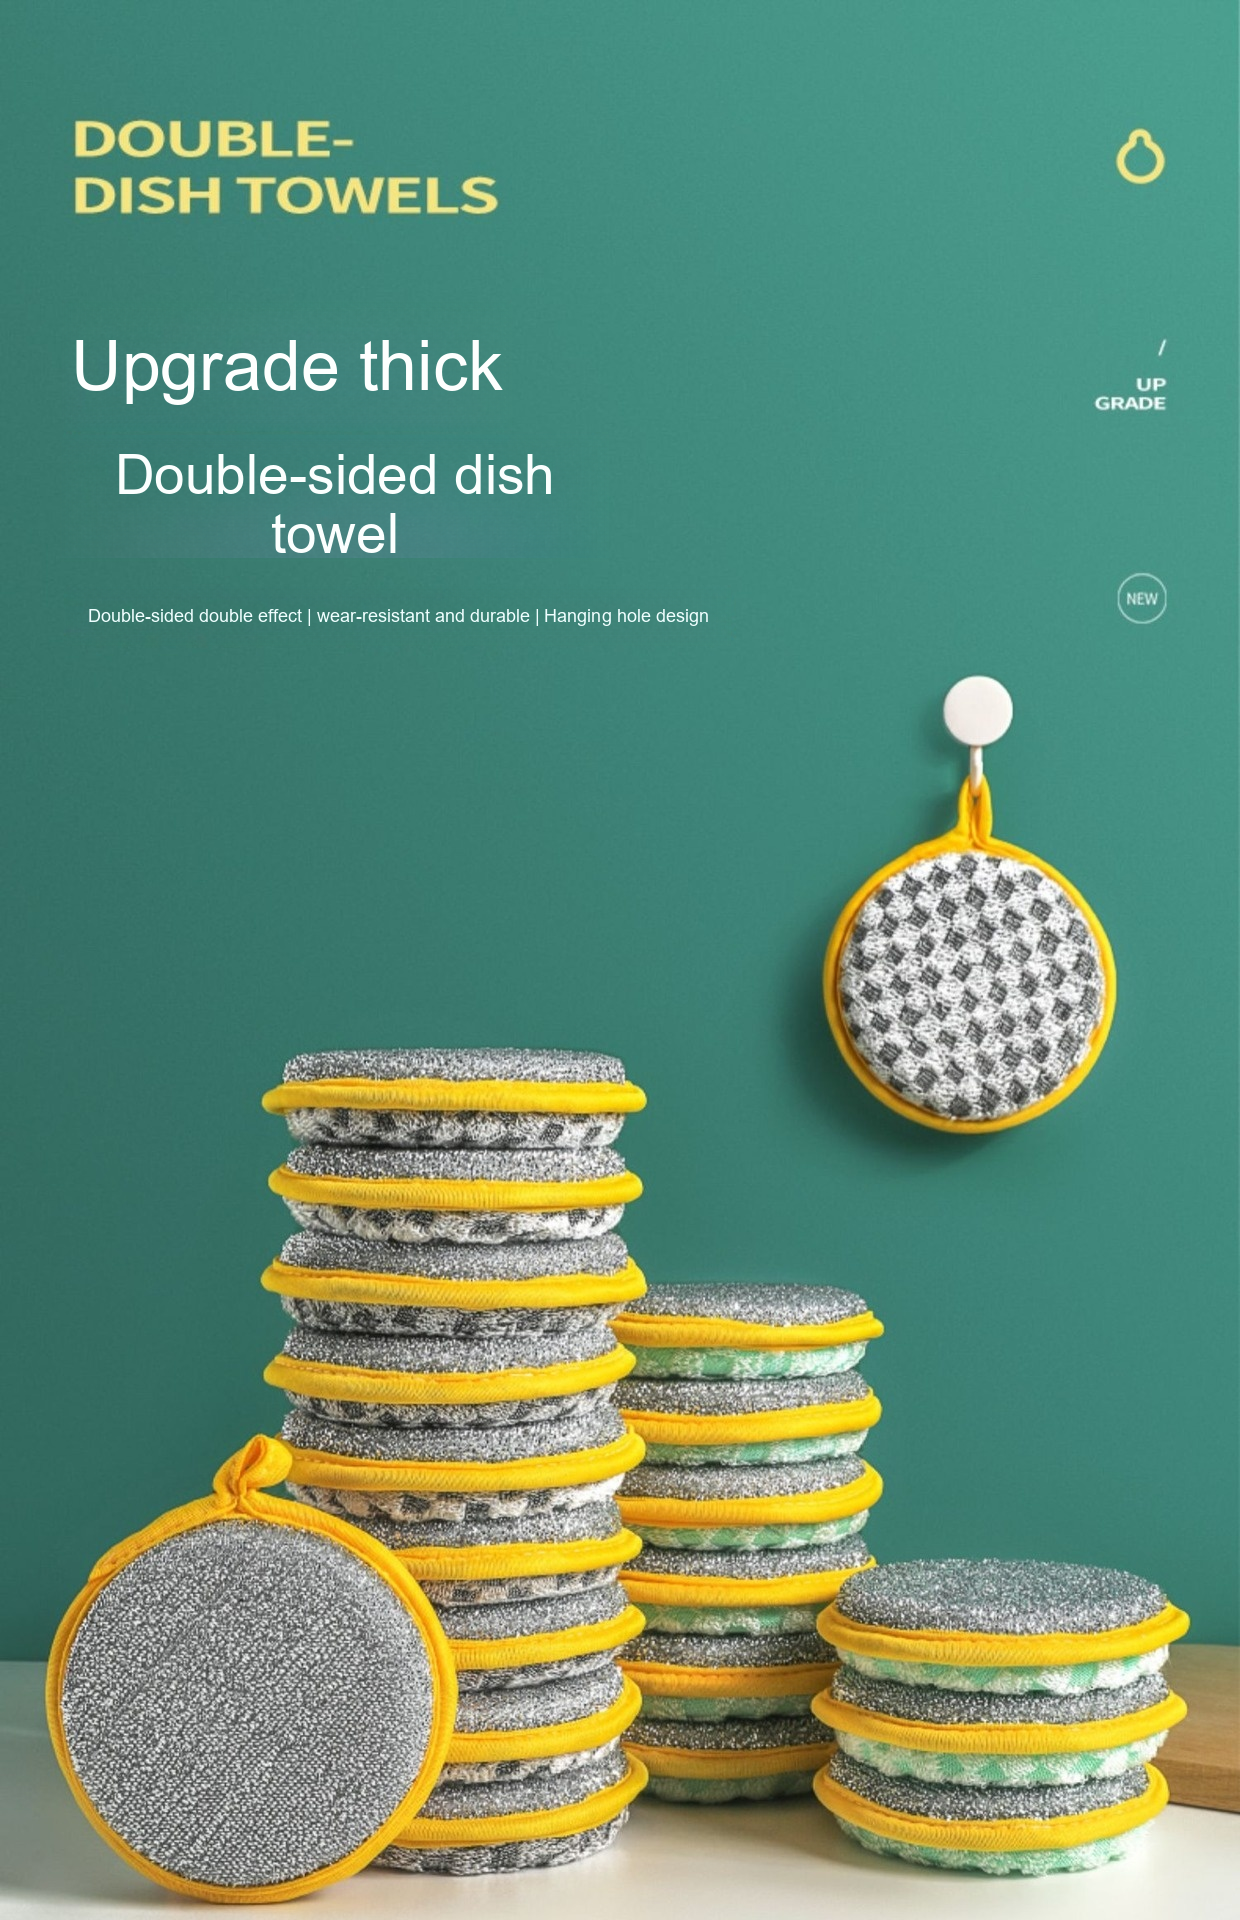 DOUBLE-
DISH TOWELS
Upgrade thick
/
UP
GRADE
Double-sided dish
towel
Double-sided double effect | wear-resistant and durable | Hanging hole design
NEW